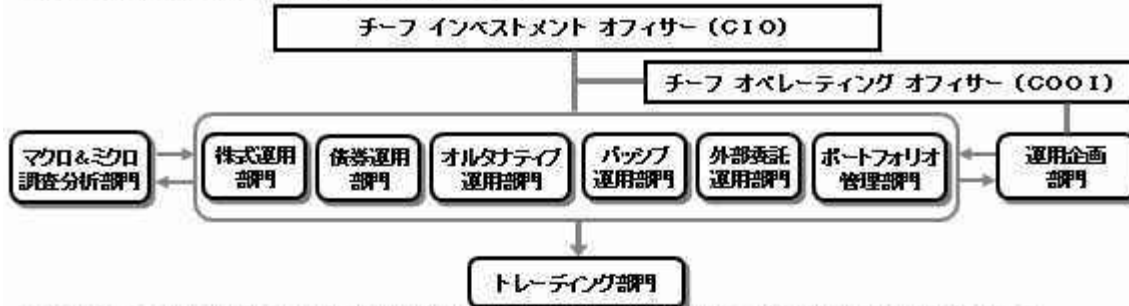 チーフ インベストメント オフィサー (CIO)
チーフ オペレーティング オフィサー (COOI)
マクロ&ミクロ
調査分析部門
株式運用
部門
債券運用
部門
オルタナティブ
運用部門
パッシブ
運用部門
外部委託
運用部門
ポートフォリオ
管理部門
運用企画
部門
トレーディング部門